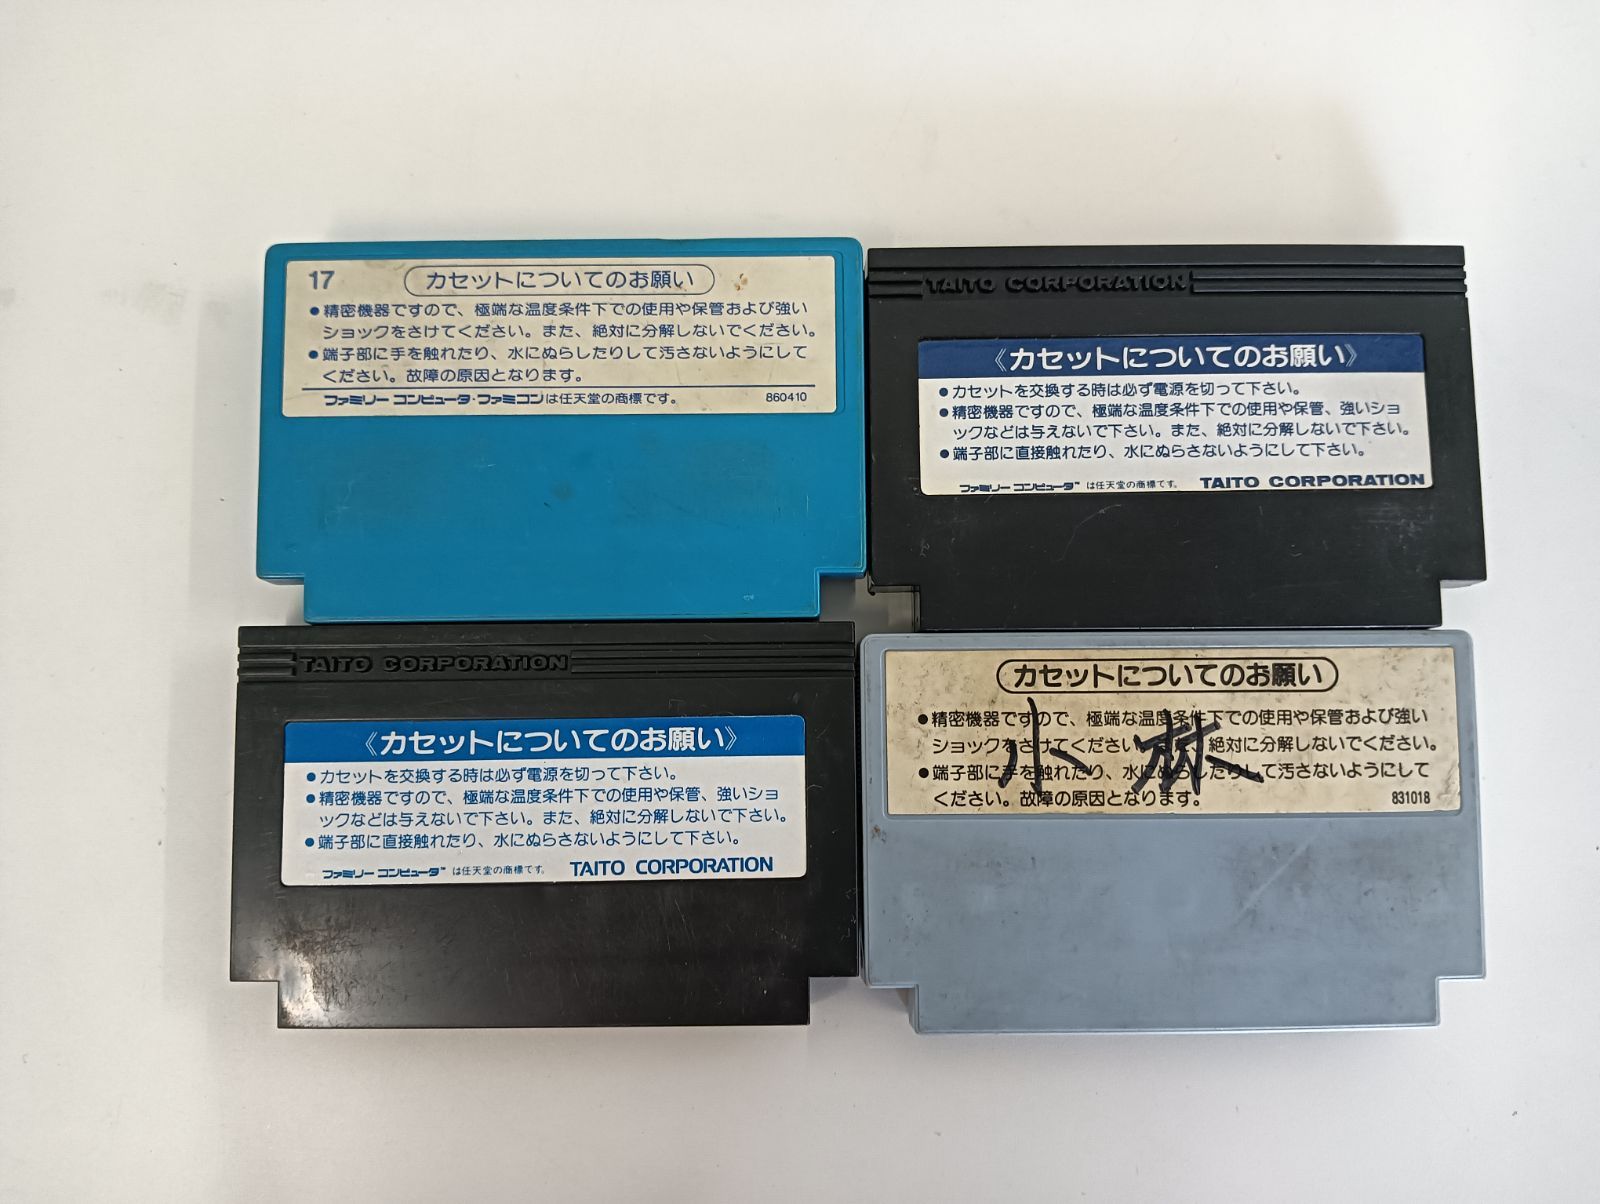 17 カセットについてのお願い
●精密機器ですので、極端な温度条件下での使用や保管および強い
ショックをさけてください。また、絶対に分解しないでください。
●端子部に手を触れたり、水にぬらしたりして汚さないようにして
ください。故障の原因となります。
ファミリー コンピュータ・ファミコンは任天堂の商標です。 860410
TAITO CORPORATION
《カセットについてのお願い》
●カセットを交換する時は必ず電源を切って下さい。
●精密機器ですので、極端な温度条件下での使用や保管、強いショ
ックなどは与えないで下さい。また、絶対に分解しないで下さい。
●端子部に直接触れたり、水にぬらさないようにして下さい。
ファミリー コンピュータ™ は任天堂の商標です。 TAITO CORPORATION
TAITO CORPORATION
《カセットについてのお願い》
●カセットを交換する時は必ず電源を切って下さい。
●精密機器ですので、極端な温度条件下での使用や保管、強いショ
ックなどは与えないで下さい。また、絶対に分解しないで下さい。
●端子部に直接触れたり、水にぬらさないようにして下さい。
ファミリー コンピュータ™ は任天堂の商標です。 TAITO CORPORATION
カセットについてのお願い
●精密機器ですので、極端な温度条件下での使用や保管および強い
ショックをさけてください。また、絶対に分解しないでください。
●端子部に手を触れたり、水にぬらしたりして汚さないようにして
ください。故障の原因となります。 831018
小林